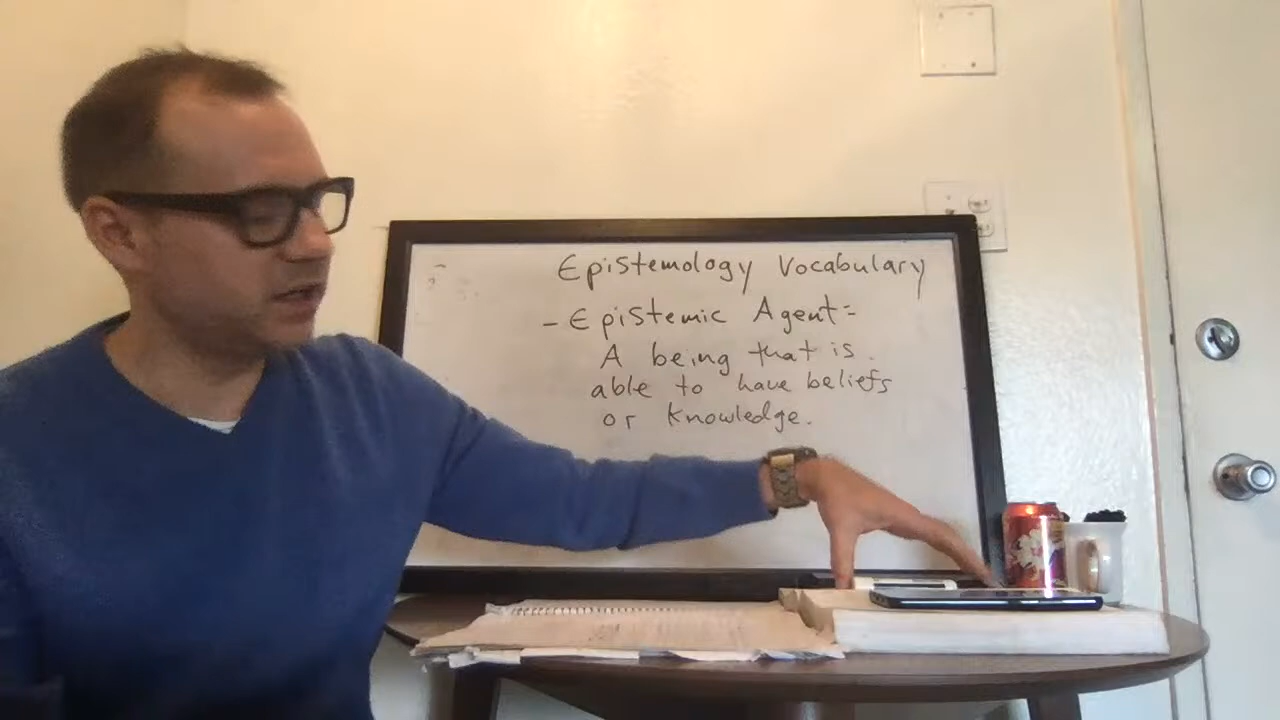 Epistemology Vocabulary
- Epistemic Agent =
A being that is
able to have beliefs
or knowledge.